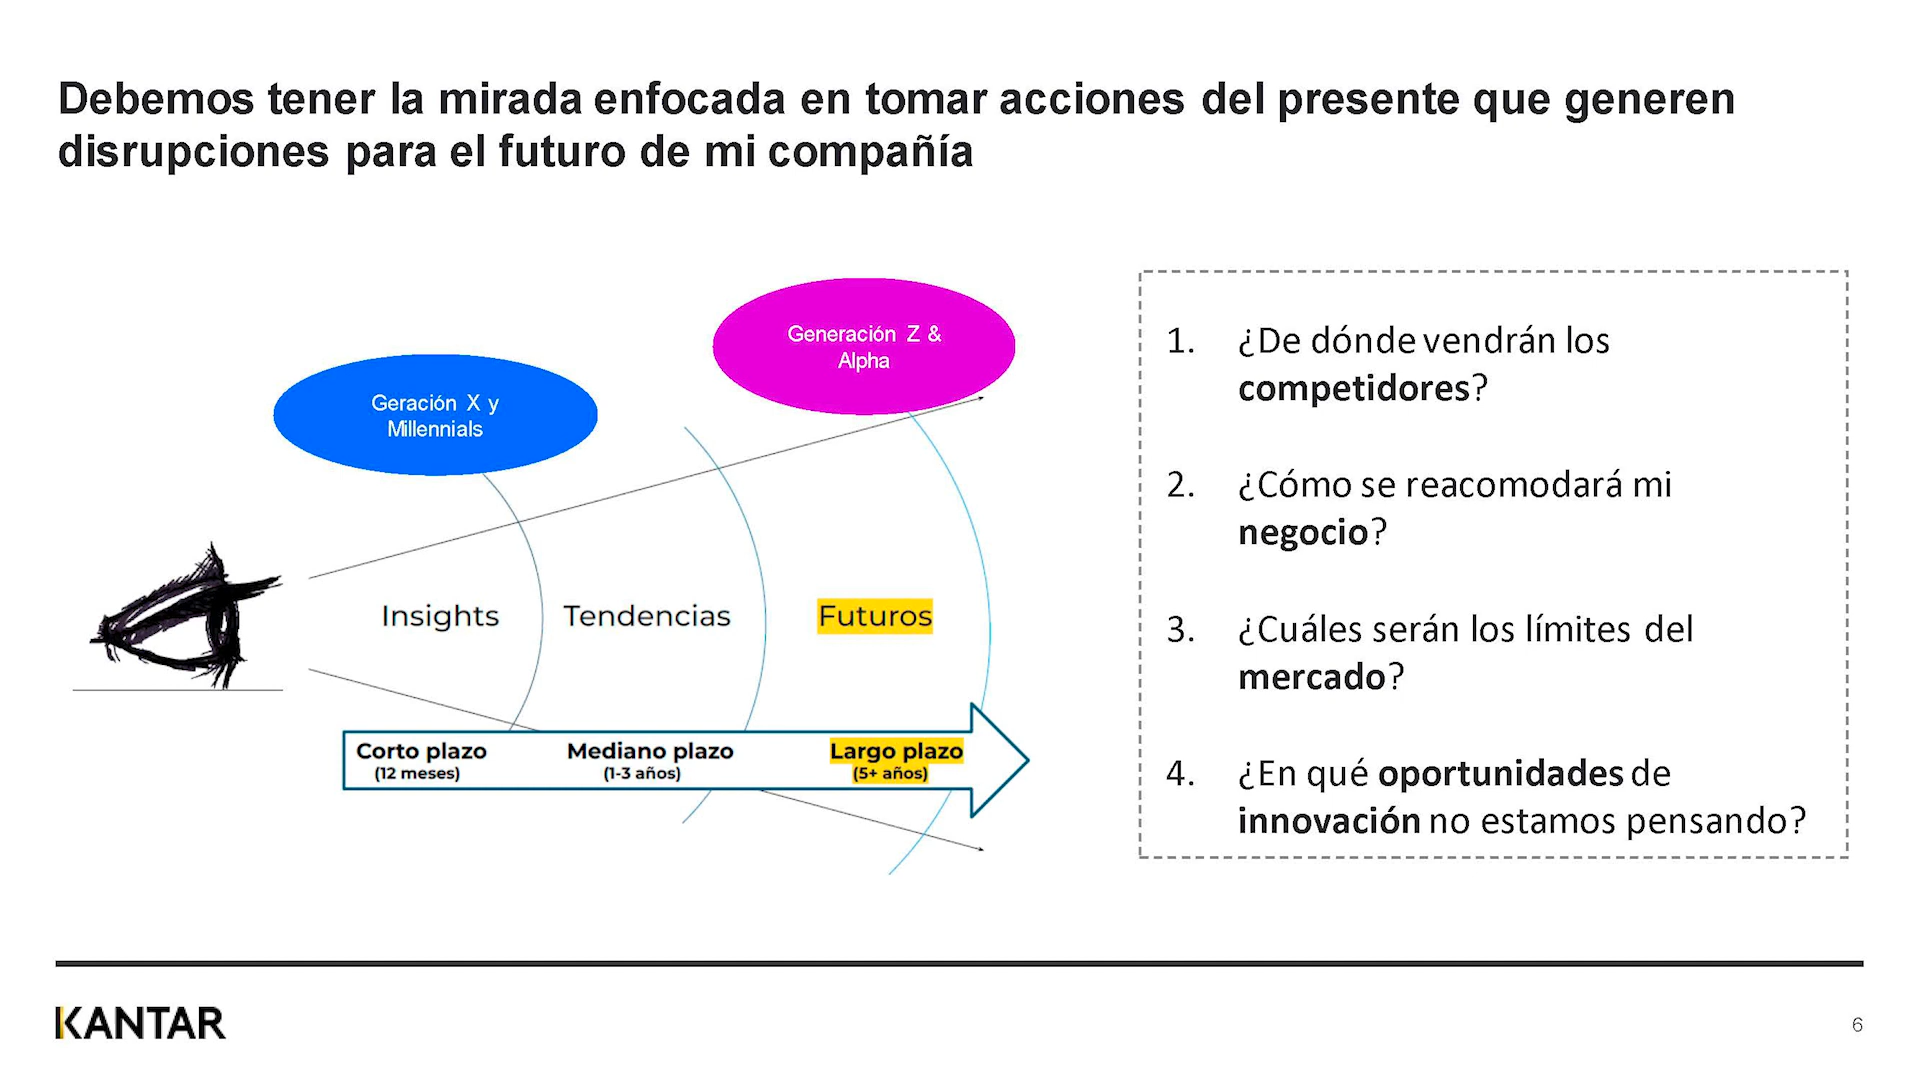 Debemos tener la mirada enfocada en tomar acciones del presente que generen
disrupciones para el futuro de mi compañía
Generación Z &
Alpha
Geración X y
Millennials
Insights
Tendencias
Futuros
Corto plazo
(12 meses)
Mediano plazo
(1-3 años)
Largo plazo
(5+ años)
1. ¿De dónde vendrán los
competidores?
2. ¿Cómo se reacomodará mi
negocio?
3. ¿Cuáles serán los límites del
mercado?
4. ¿En qué oportunidades de
innovación no estamos pensando?
KANTAR
6